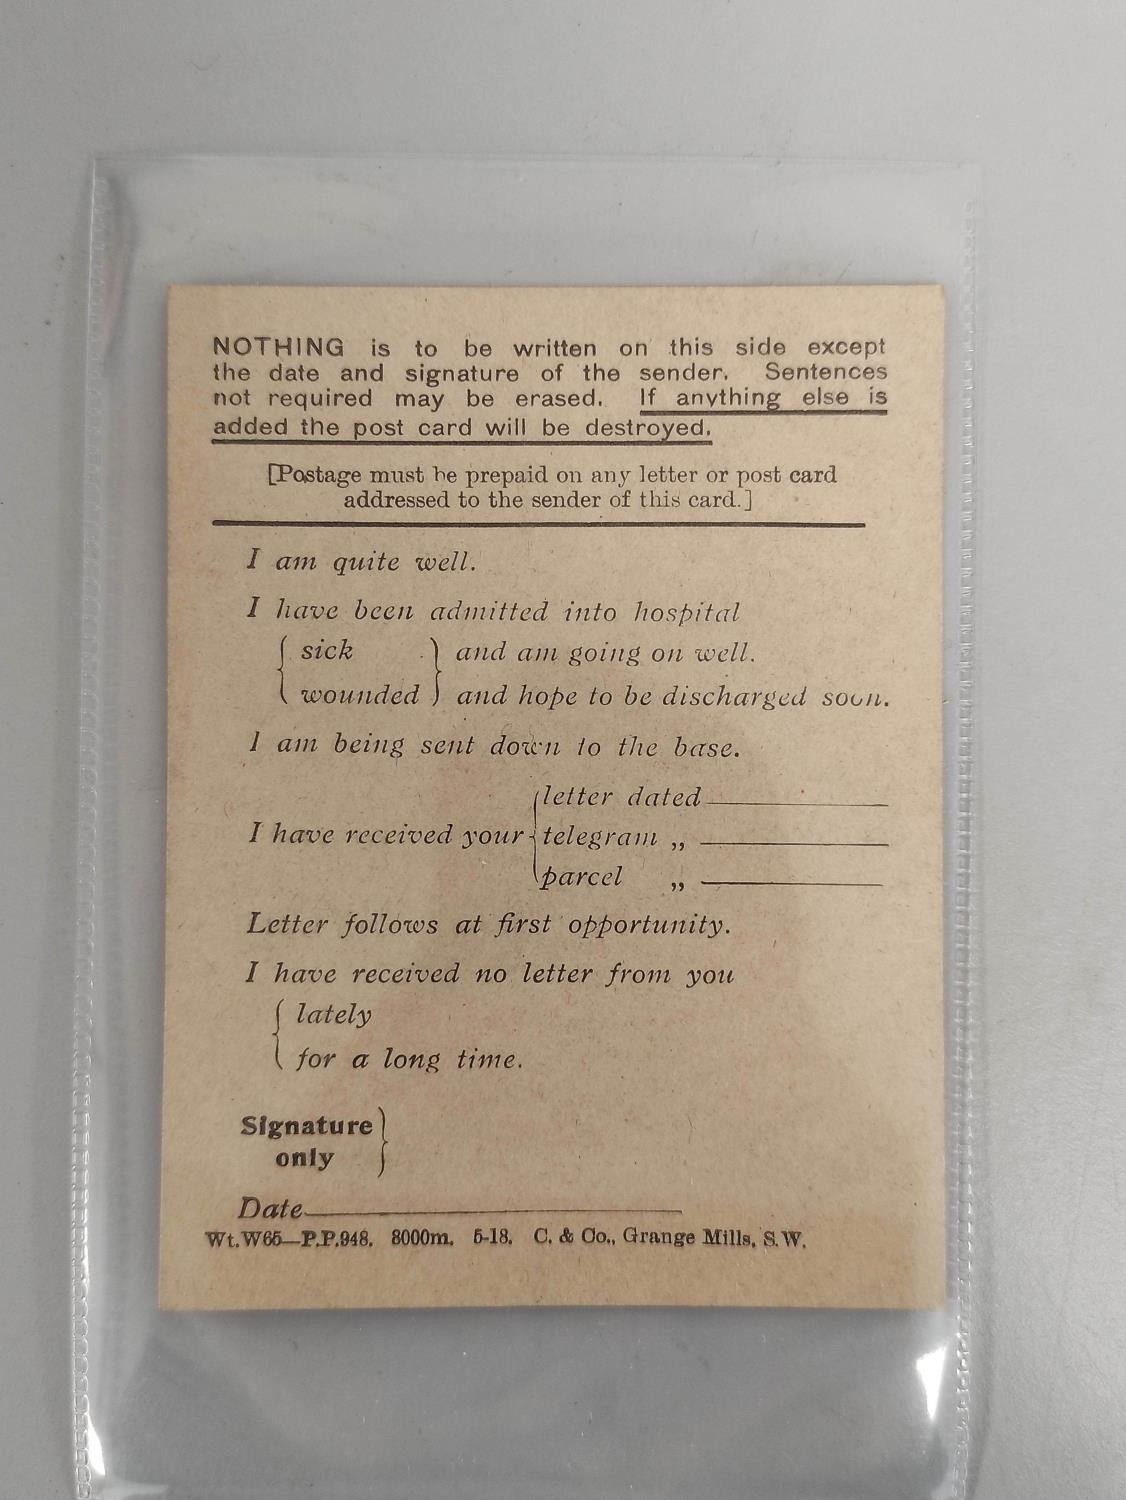 NOTHING is to be written on this side except
the date and signature of the sender. Sentences
not required may be erased. If anything else is
added the post card will be destroyed.
[Postage must be prepaid on any letter or post card
addressed to the sender of this card.]
I am quite well.
I have been admitted into hospital
{ sick } and am going on well.
{ wounded } and hope to be discharged soon.
I am being sent down to the base.
letter dated
I have received your { telegram „
parcel „
Letter follows at first opportunity.
I have received no letter from you
{ lately
{ for a long time.
Signature }
only
Date
Wt.W65—P.P.948. 8000m. 5-18. C. & Co., Grange Mills, S.W.